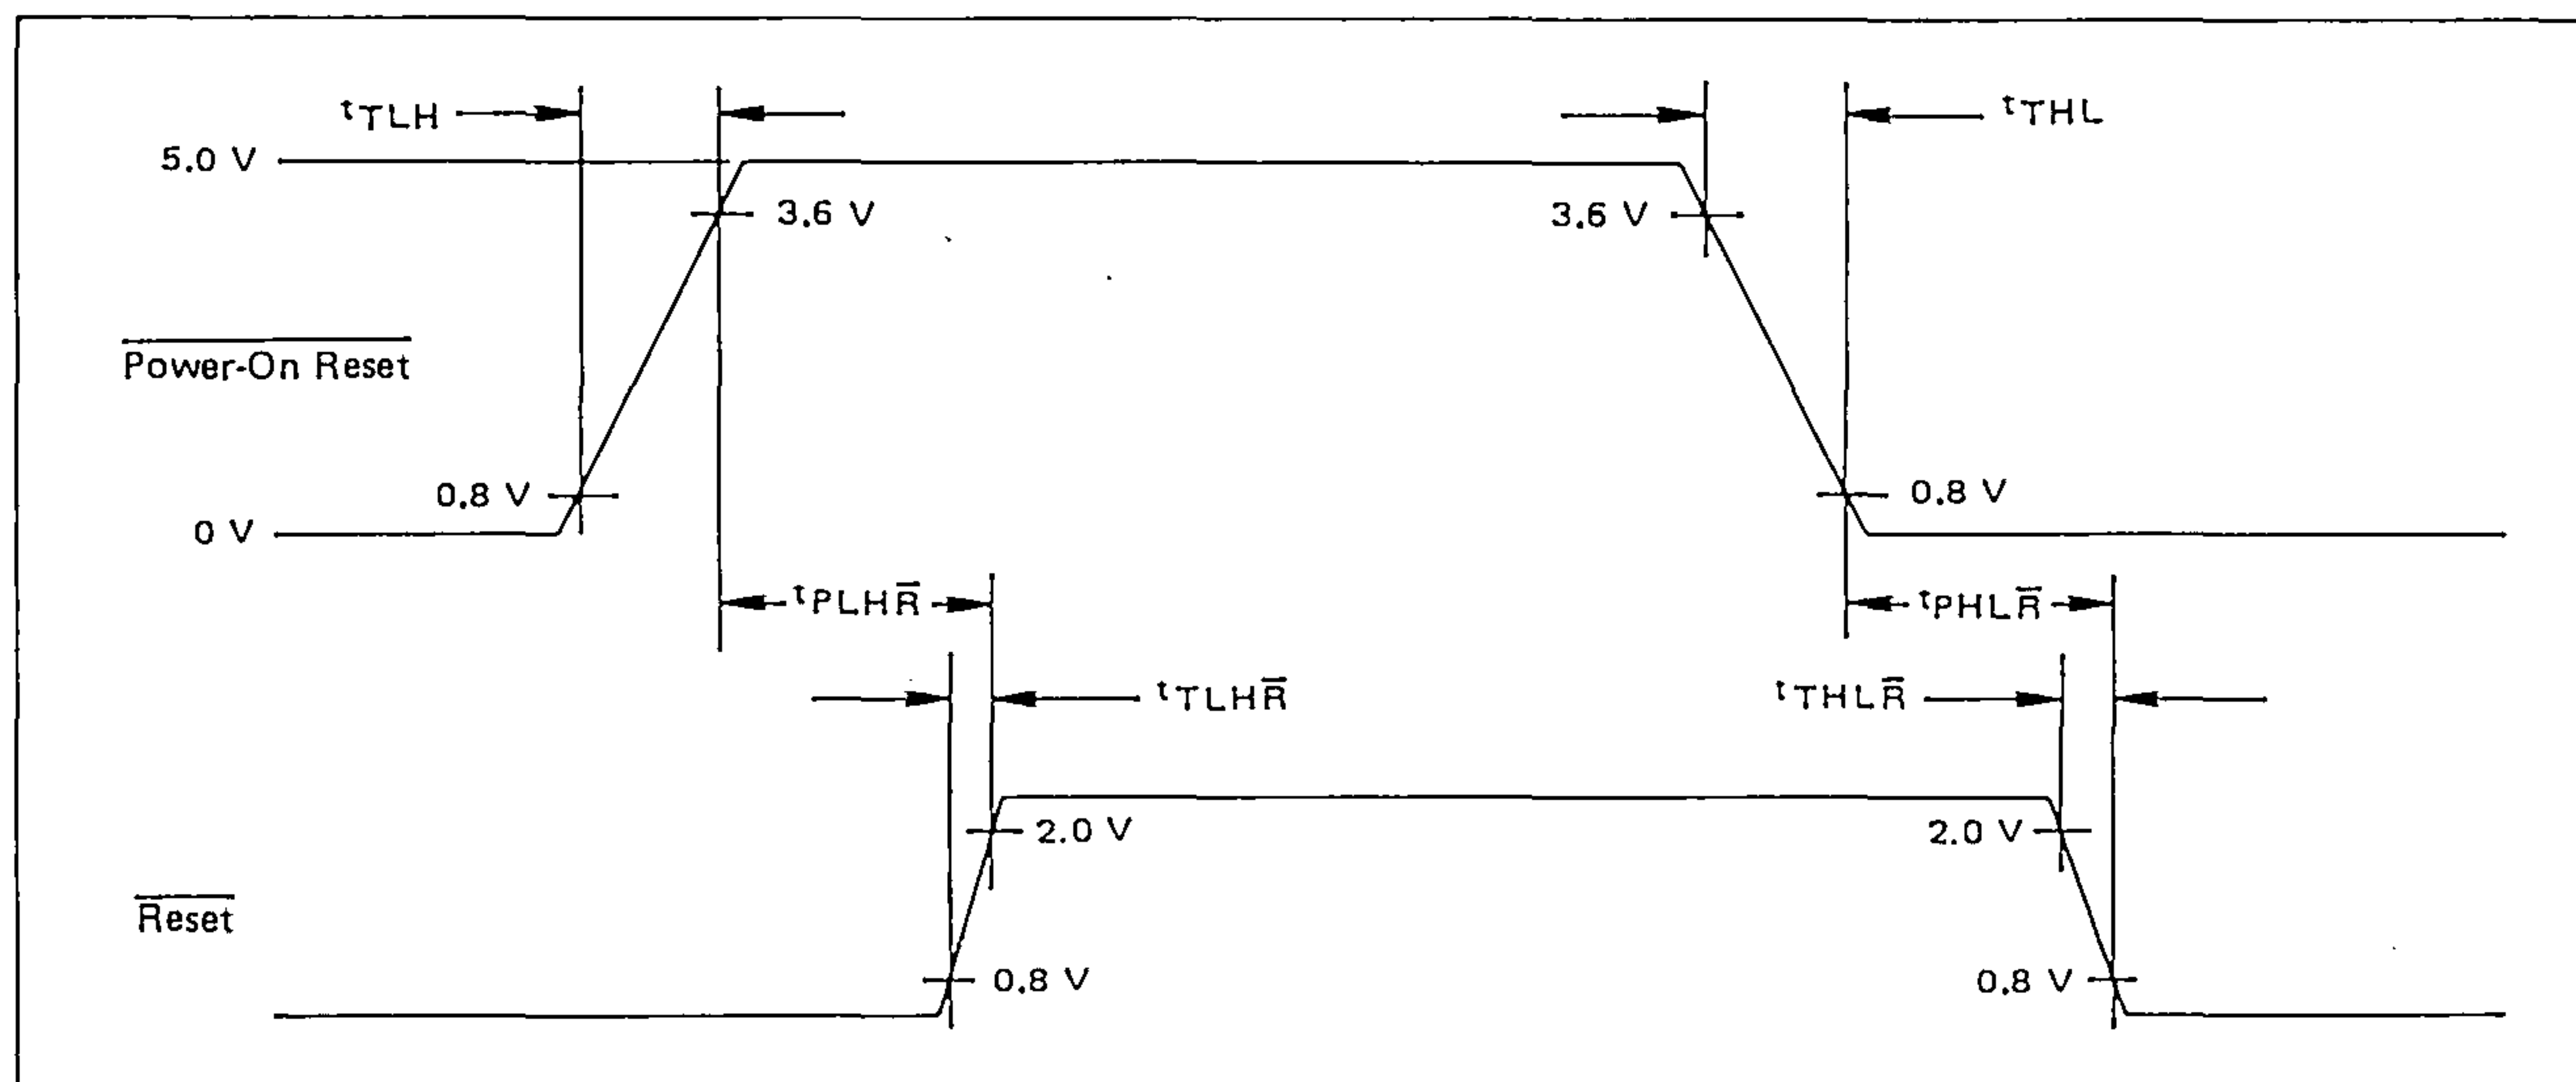 tTLH
tTHL
5.0 V
3.6 V
3.6 V
Power-On Reset
0.8 V
0.8 V
0 V
tPLHR̅
tPHLR̅
tTLHR̅
tTHLR̅
2.0 V
2.0 V
Reset
0.8 V
0.8 V